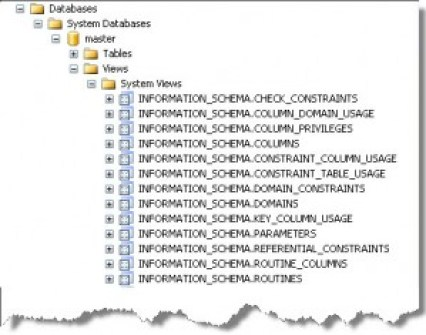 Databases
System Databases
master
Tables
Views
System Views
INFORMATION_SCHEMA.CHECK_CONSTRAINTS
INFORMATION_SCHEMA.COLUMN_DOMAIN_USAGE
INFORMATION_SCHEMA.COLUMN_PRIVILEGES
INFORMATION_SCHEMA.COLUMNS
INFORMATION_SCHEMA.CONSTRAINT_COLUMN_USAGE
INFORMATION_SCHEMA.CONSTRAINT_TABLE_USAGE
INFORMATION_SCHEMA.DOMAIN_CONSTRAINTS
INFORMATION_SCHEMA.DOMAINS
INFORMATION_SCHEMA.KEY_COLUMN_USAGE
INFORMATION_SCHEMA.PARAMETERS
INFORMATION_SCHEMA.REFERENTIAL_CONSTRAINTS
INFORMATION_SCHEMA.ROUTINE_COLUMNS
INFORMATION_SCHEMA.ROUTINES